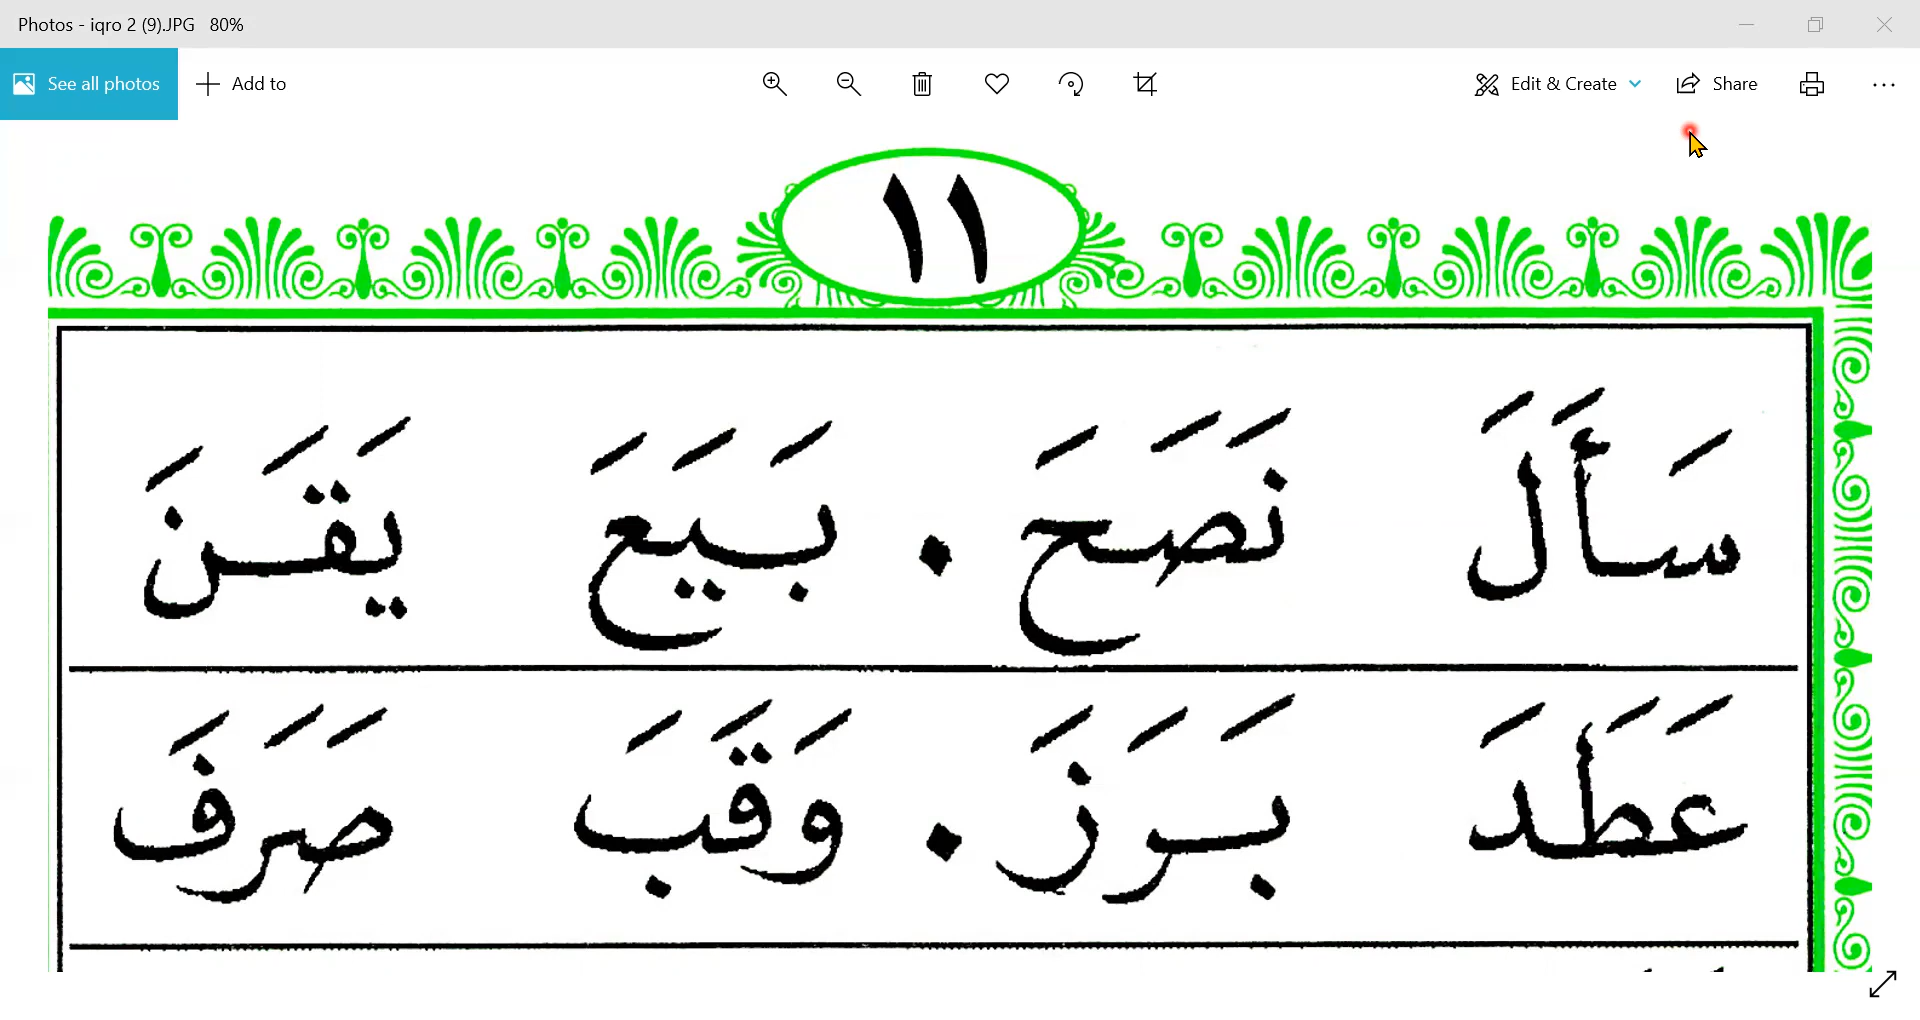 Photos - iqro 2 (9).JPG 80%
See all photos
Add to
Edit & Create
Share
١١
سَأَلَ نَصَحَ . بَيَعَ يَقَنَ
عَطَدَ بَرَزَ . وَقَبَ صَرَفَ